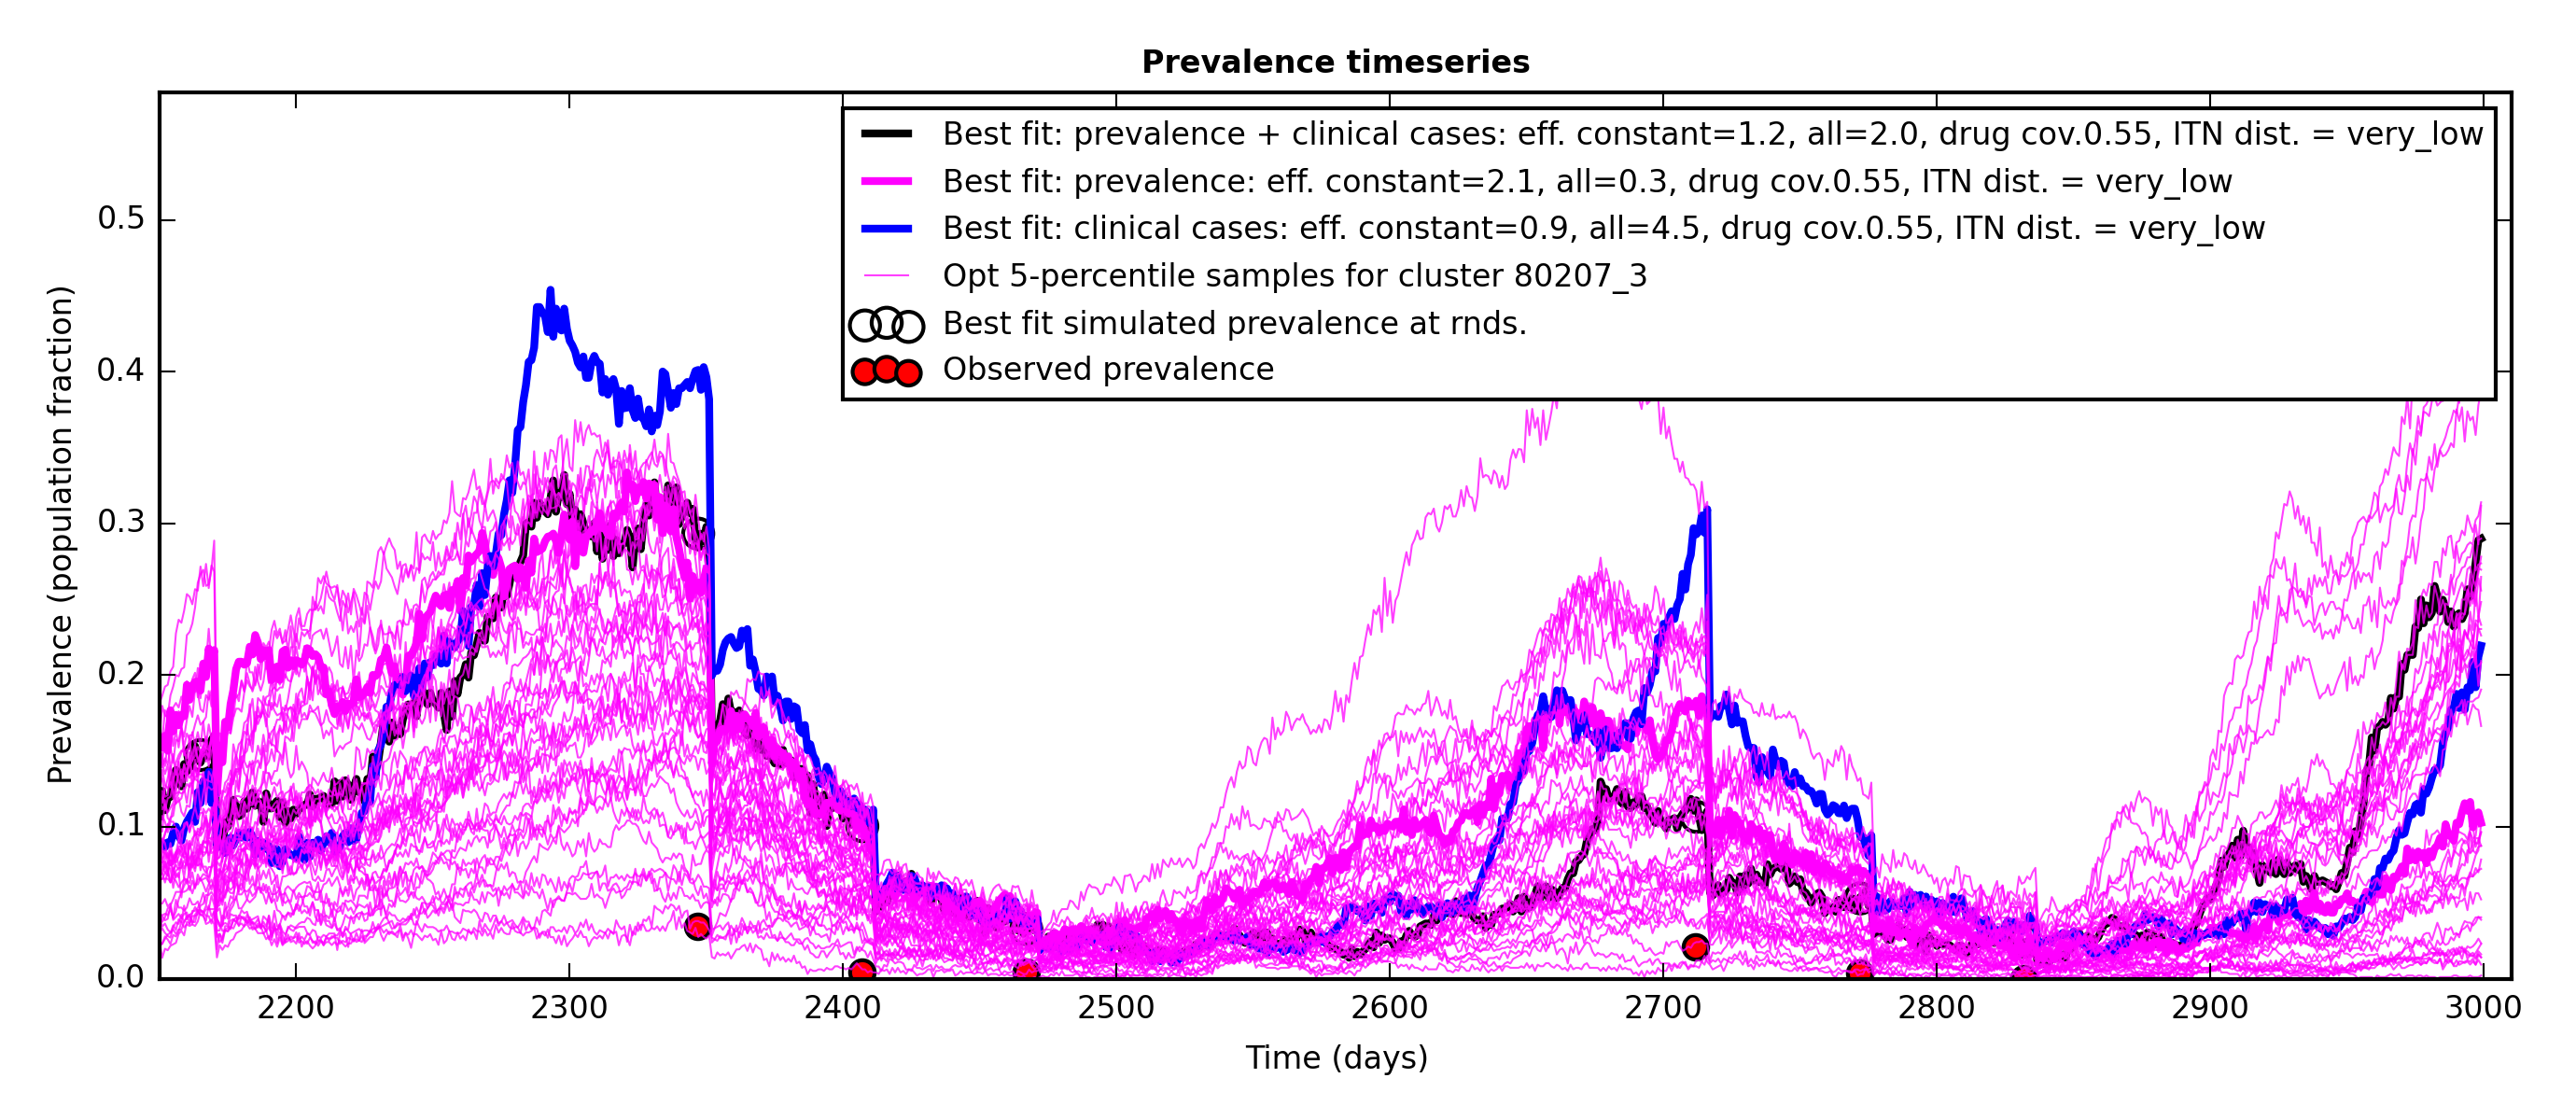 Prevalence timeseries
Best fit: prevalence + clinical cases: eff. constant=1.2, all=2.0, drug cov.0.55, ITN dist. = very_low
Best fit: prevalence: eff. constant=2.1, all=0.3, drug cov.0.55, ITN dist. = very_low
Best fit: clinical cases: eff. constant=0.9, all=4.5, drug cov.0.55, ITN dist. = very_low
Opt 5-percentile samples for cluster 80207_3
Best fit simulated prevalence at rnds.
Observed prevalence
Prevalence (population fraction)
0.5
0.4
0.3
0.2
0.1
0.0
2200 2300 2400 2500 2600 2700 2800 2900 3000
Time (days)